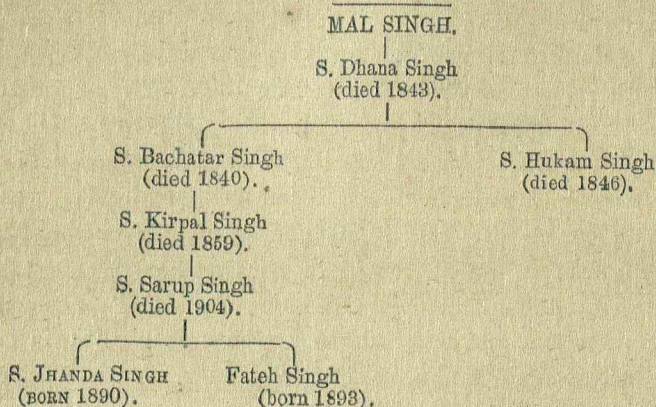 MAL SINGH.
S. Dhana Singh
(died 1843).
S. Bachatar Singh
(died 1840).
S. Hukam Singh
(died 1846).
S. Kirpal Singh
(died 1859).
S. Sarup Singh
(died 1904).
S. JHANDA SINGH
(BORN 1890).
Fateh Singh
(born 1893).